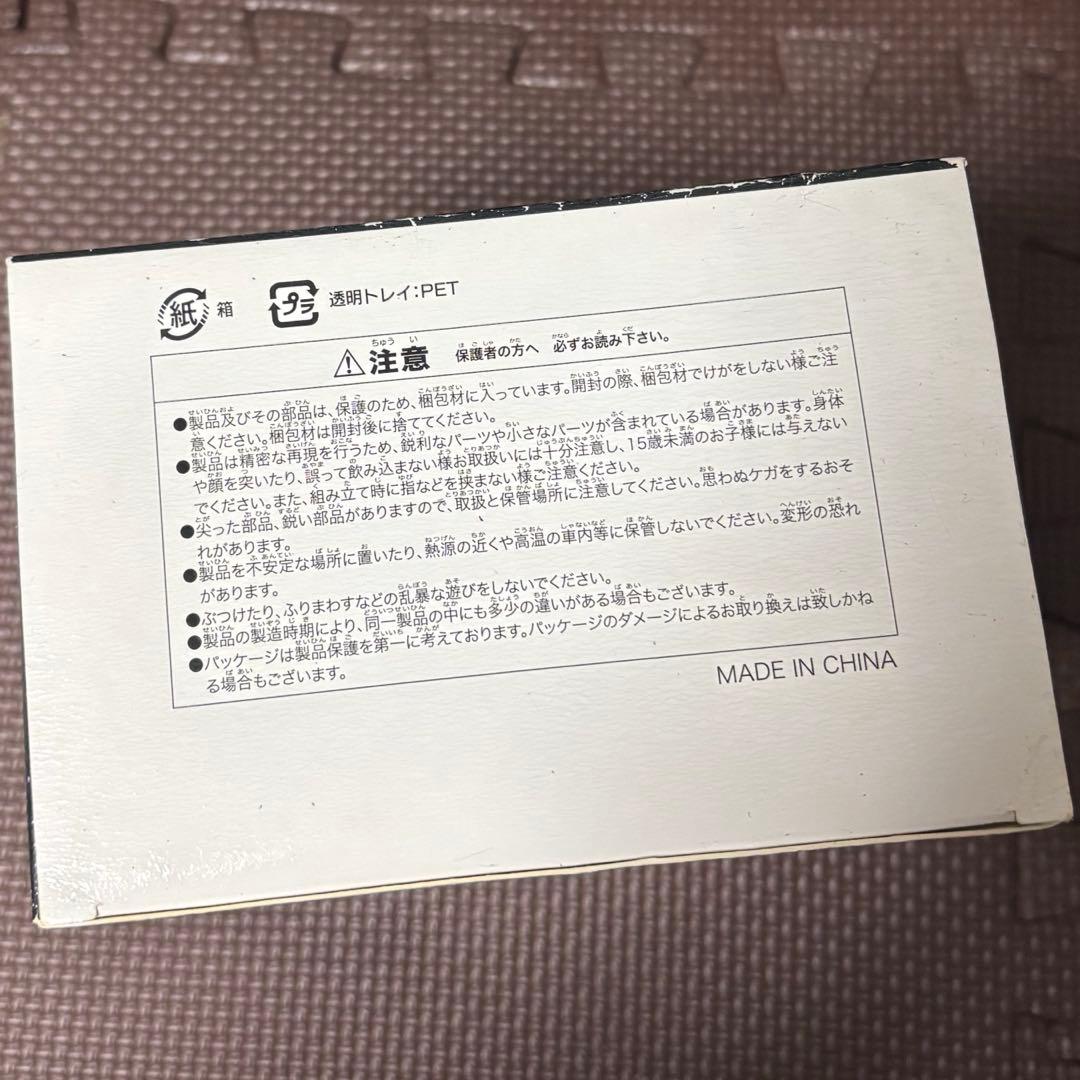 紙 箱 プラ 透明トレイ:PET
注意 保護者の方へ 必ずお読み下さい。
●製品及びその部品は、保護のため、梱包材に入っています。開封の際、梱包材でけがをしない様ご注
意ください。梱包材は開封後に捨ててください。
●製品は精密な再現を行うため、鋭利なパーツや小さなパーツが含まれている場合があります。身体
や顔を突いたり、誤って飲み込まない様お取扱いには十分注意し、15歳未満のお子様には与えない
でください。また、組み立て時に指などを挟まない様ご注意ください。
●尖った部品、鋭い部品がありますので、取扱と保管場所に注意してください。思わぬケガをするおそ
れがあります。
●製品を不安定な場所に置いたり、熱源の近くや高温の車内等に保管しないでください。変形の恐れ
があります。
●ぶつけたり、ふりまわすなどの乱暴な遊びをしないでください。
●製品の製造時期により、同一製品の中にも多少の違いがある場合もございます。
●パッケージは製品保護を第一に考えております。パッケージのダメージによるお取り換えは致しかね
る場合もございます。
MADE IN CHINA